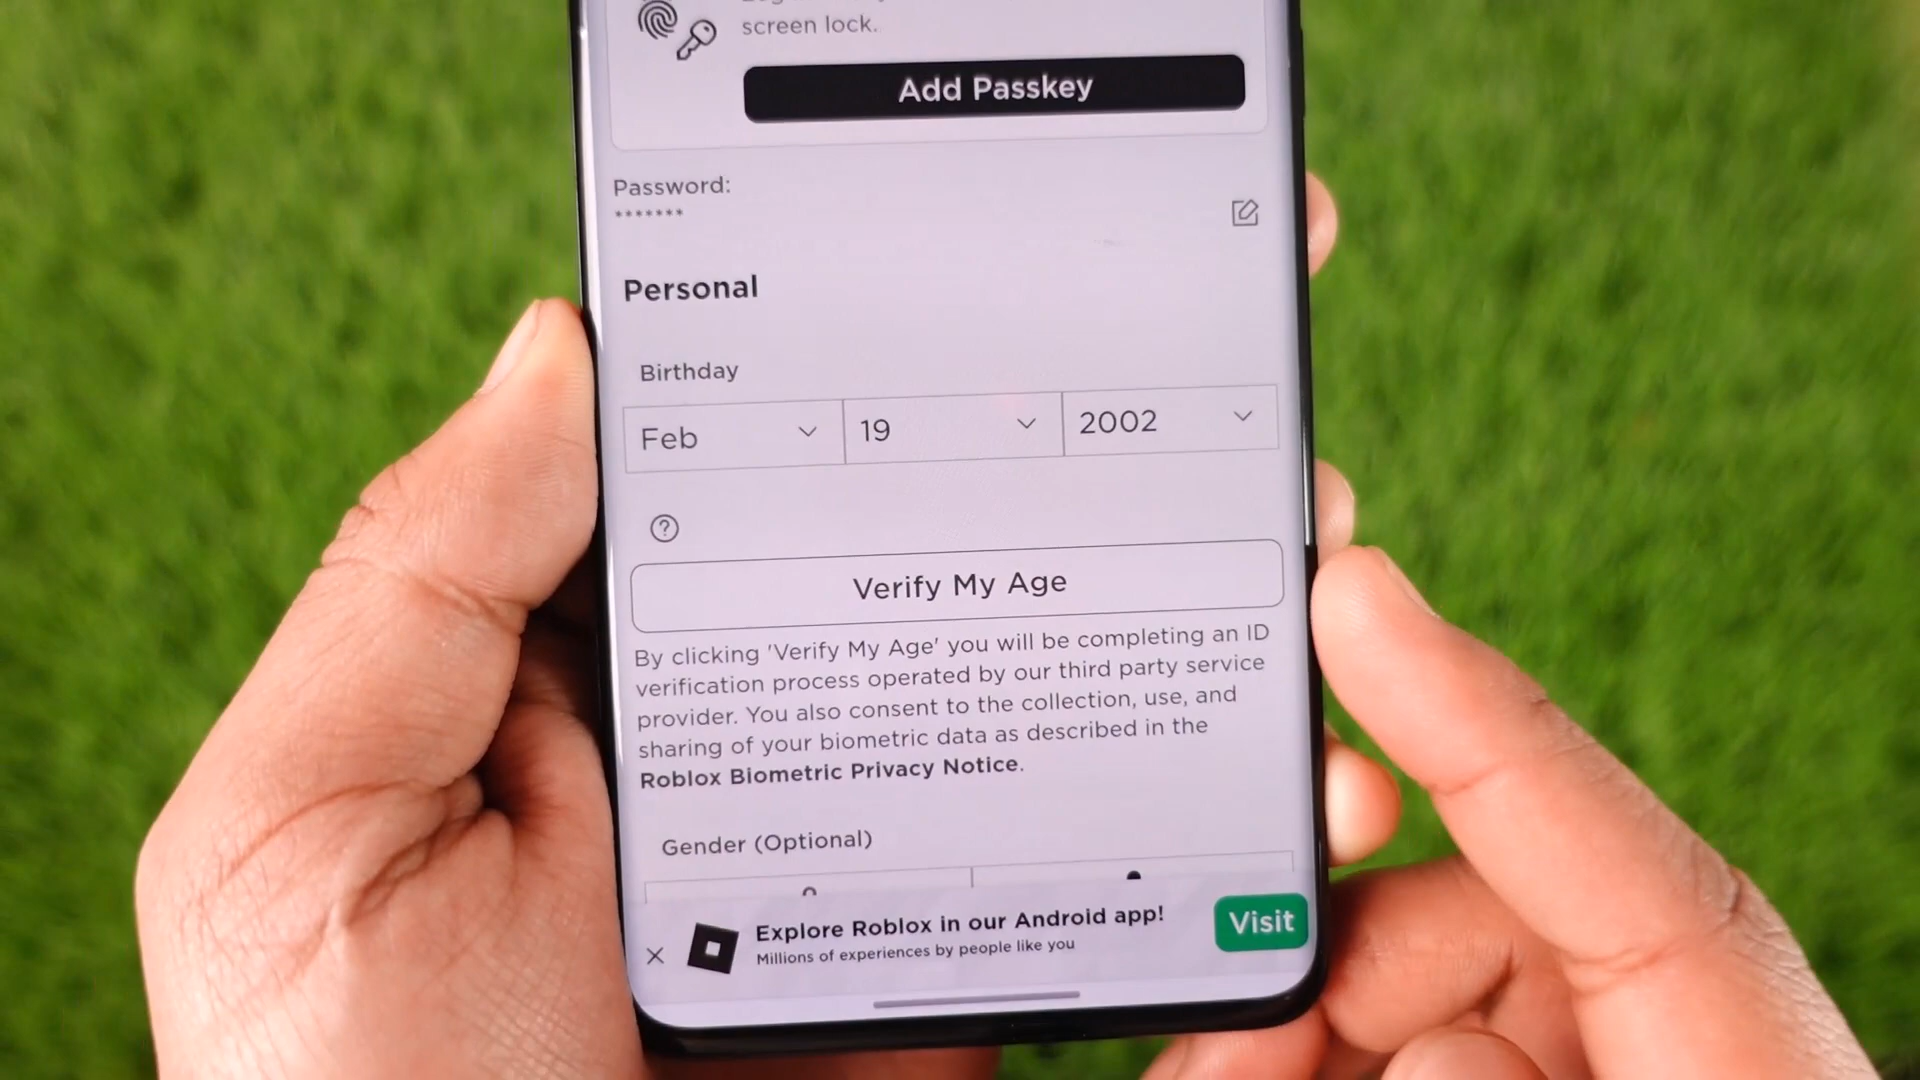 screen lock.
Add Passkey
Password:
*******
Personal
Birthday
Feb 19 2002
?
Verify My Age
By clicking 'Verify My Age' you will be completing an ID
verification process operated by our third party service
provider. You also consent to the collection, use, and
sharing of your biometric data as described in the
Roblox Biometric Privacy Notice.
Gender (Optional)
Explore Roblox in our Android app!
Millions of experiences by people like you
Visit